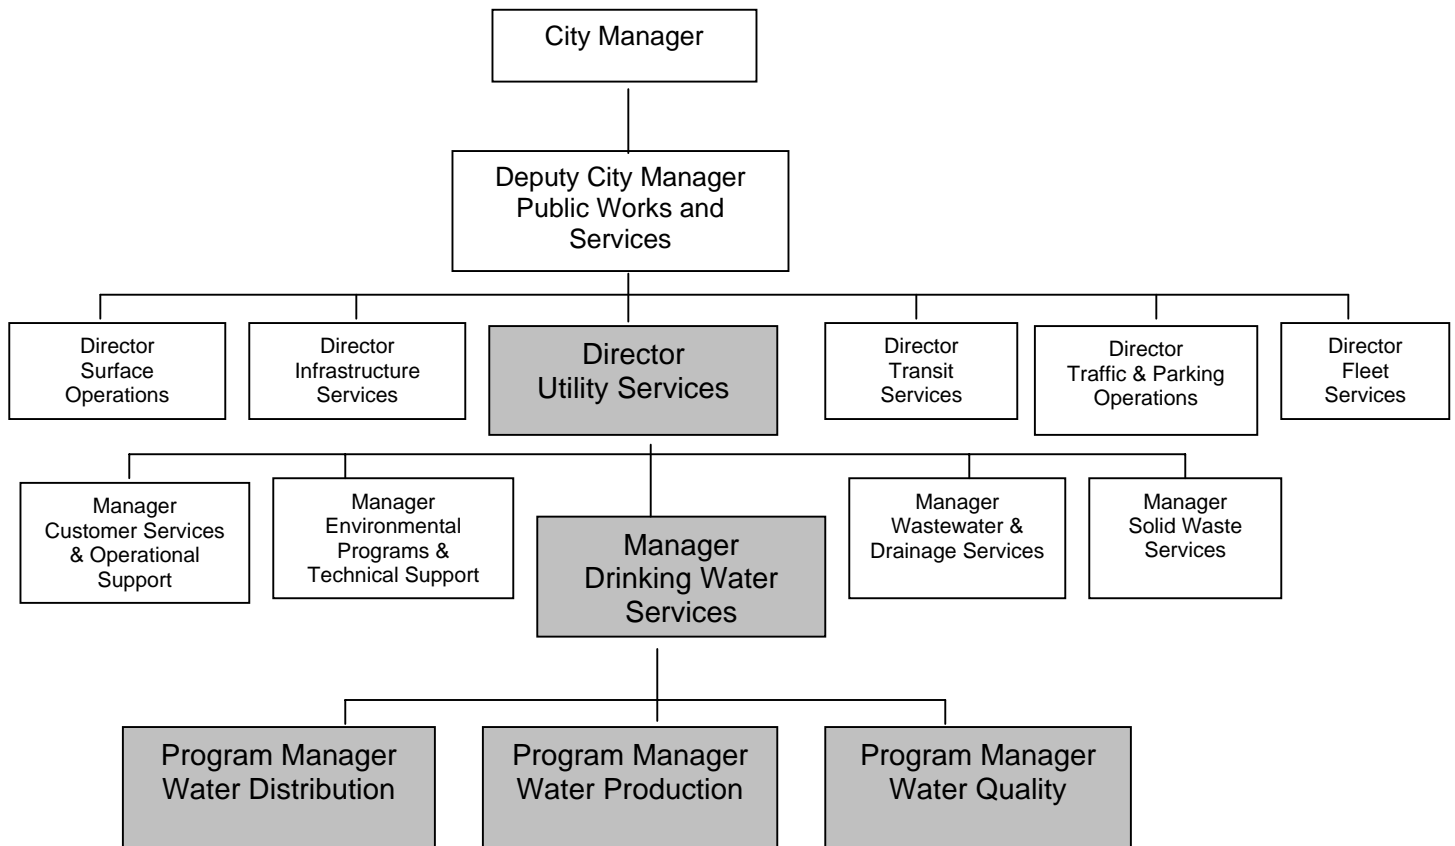 City Manager
Deputy City Manager
Public Works and
Services
Director
Surface
Operations
Director
Infrastructure
Services
Director
Utility Services
Director
Transit
Services
Director
Traffic & Parking
Operations
Director
Fleet
Services
Manager
Customer Services
& Operational
Support
Manager
Environmental
Programs &
Technical Support
Manager
Drinking Water
Services
Manager
Wastewater &
Drainage Services
Manager
Solid Waste
Services
Program Manager
Water Distribution
Program Manager
Water Production
Program Manager
Water Quality